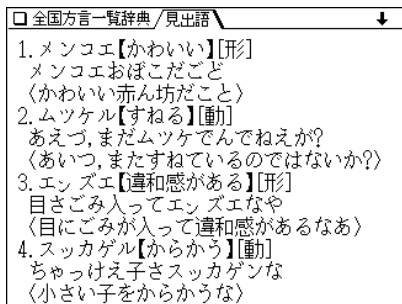 全国方言一覧辞典/見出語
1.メンコエ【かわいい】[形]
メンコエおぼこだごど
〈かわいい赤ん坊だこと〉
2.ムツケル【すねる】[動]
あえづ,まだムツケでんでねえが?
〈あいつ,またすねているのではないか?〉
3.エンズエ【違和感がある】[形]
目さごみ入ってエンズエなや
〈目にごみが入って違和感があるなあ〉
4.スッカゲル【からかう】[動]
ちゃっけえ子さスッカゲンな
〈小さい子をからかうな〉